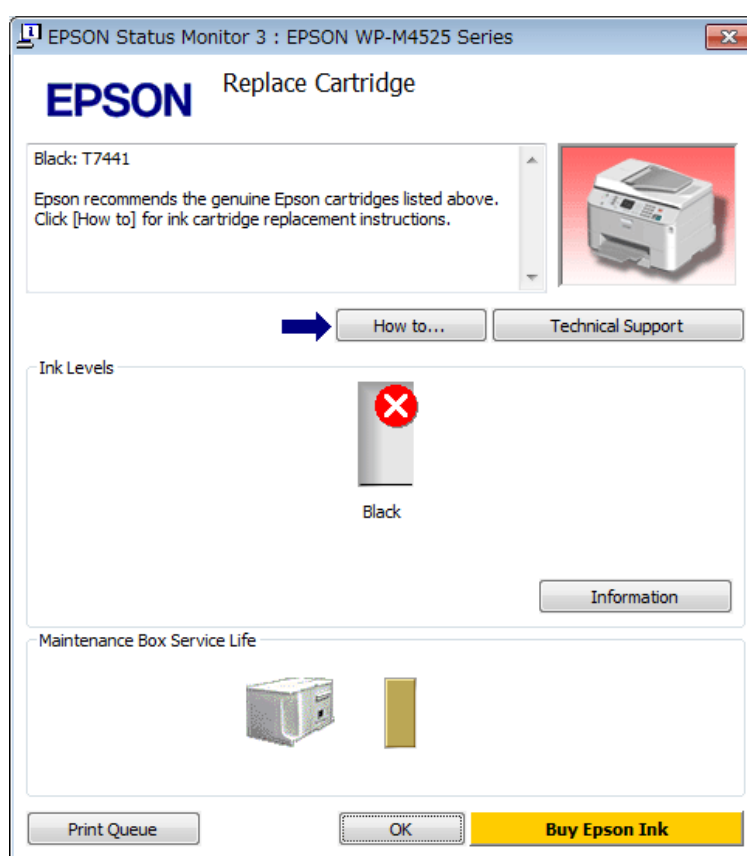 EPSON Status Monitor 3 : EPSON WP-M4525 Series
EPSON
Replace Cartridge
Black: T7441
Epson recommends the genuine Epson cartridges listed above.
Click [How to] for ink cartridge replacement instructions.
How to...
Technical Support
Ink Levels
Black
Information
Maintenance Box Service Life
Print Queue
OK
Buy Epson Ink